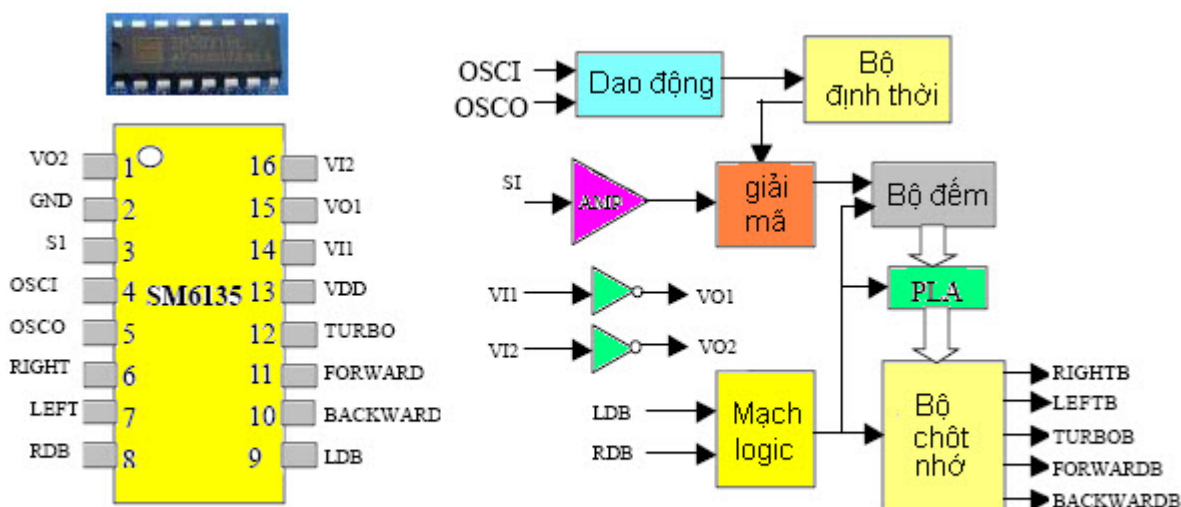 VO2
1
16
VI2
GND
2
15
VO1
S1
3
14
VI1
OSCI
4
SM6135
13
VDD
OSCO
5
12
TURBO
RIGHT
6
11
FORWARD
LEFT
7
10
BACKWARD
RDB
8
9
LDB
OSCI
OSCO
Dao động
Bộ
định thời
SI
AMP
giải
mã
Bộ đếm
PLA
VI1
VO1
VI2
VO2
LDB
RDB
Mạch
logic
Bộ
chôt
nhớ
RIGHTB
LEFTB
TURBOB
FORWARDB
BACKWARDB